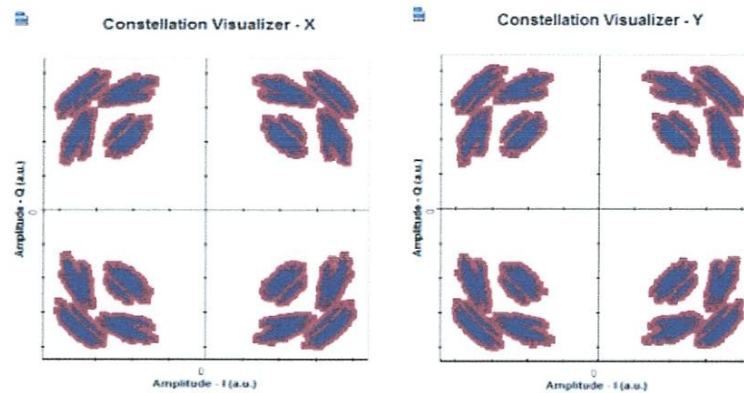 Constellation Visualizer - X
Amplitude - Q (a.u.)
0
0
Amplitude - I (a.u.)
Constellation Visualizer - Y
Amplitude - Q (a.u.)
0
0
Amplitude - I (a.u.)